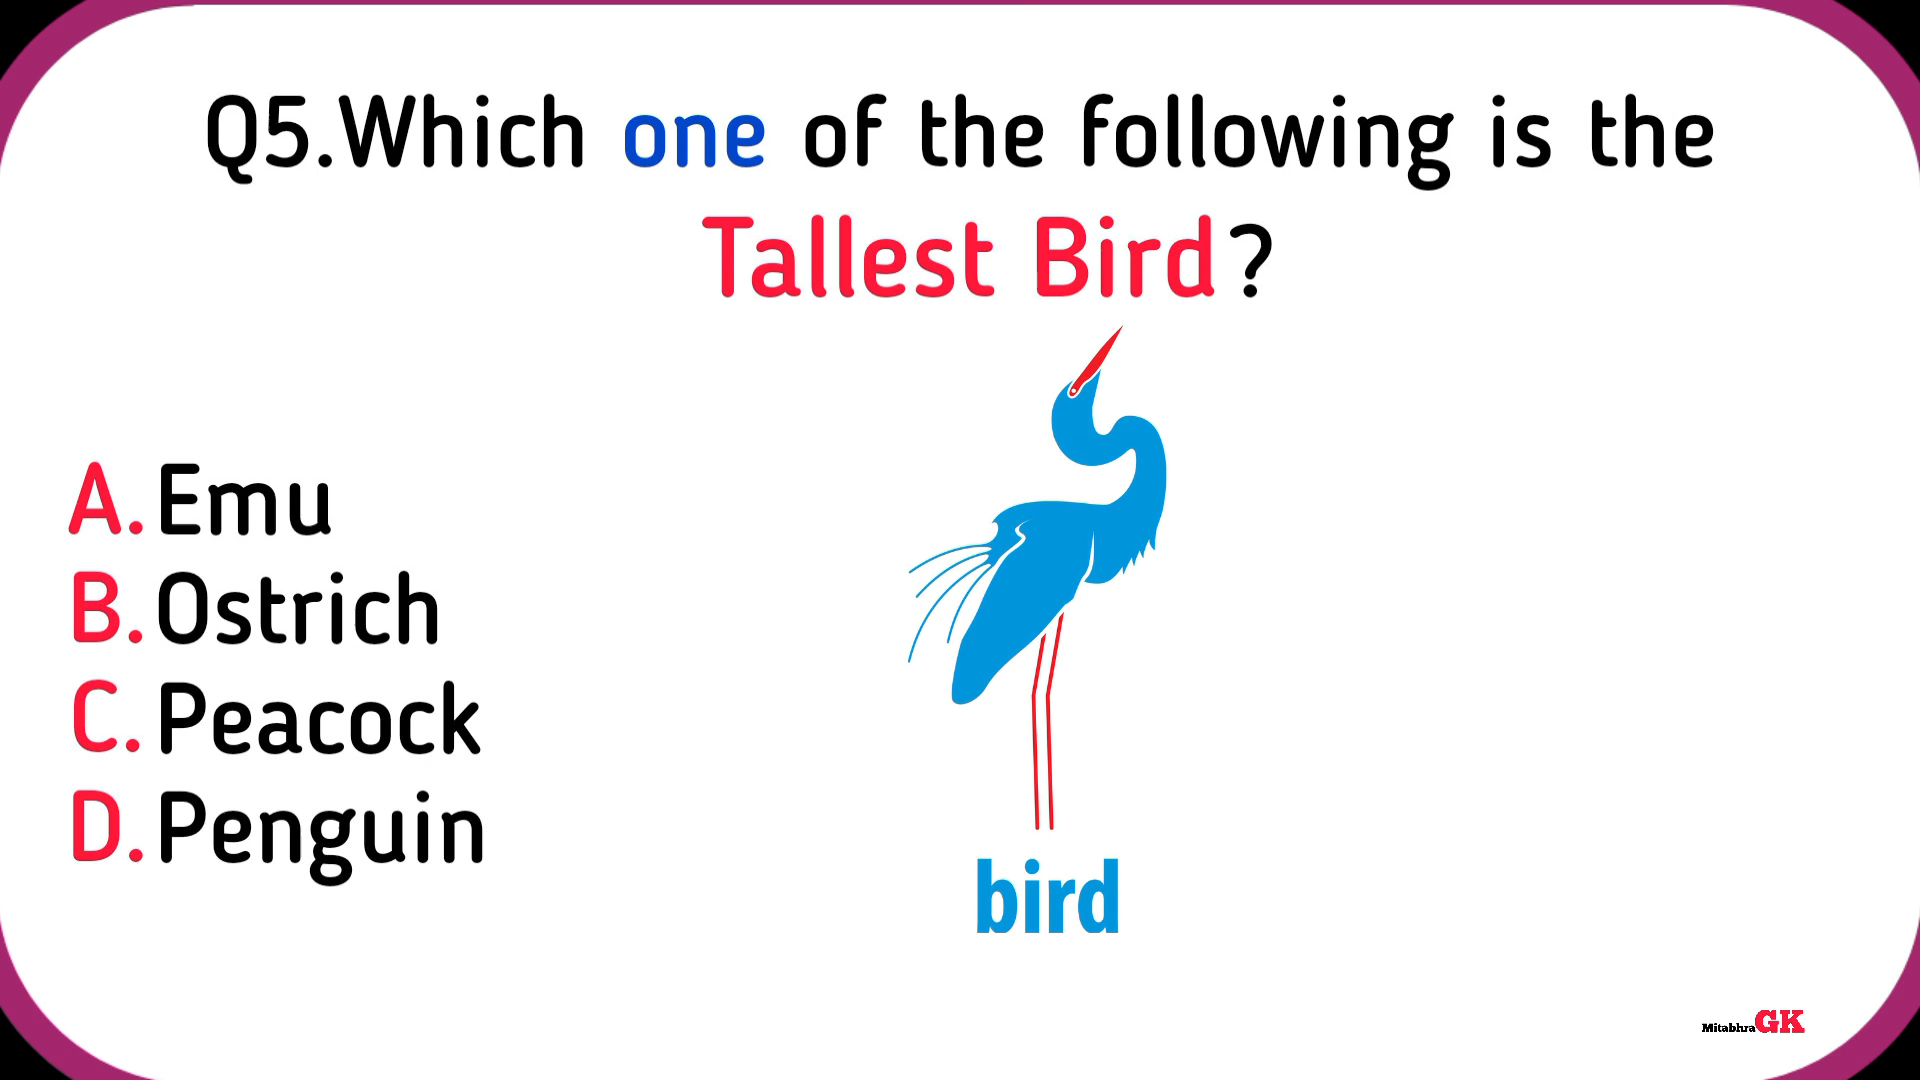 Q5.Which one of the following is the
Tallest Bird?
A.Emu
B.Ostrich
C.Peacock
D.Penguin
bird
MitabhraGK